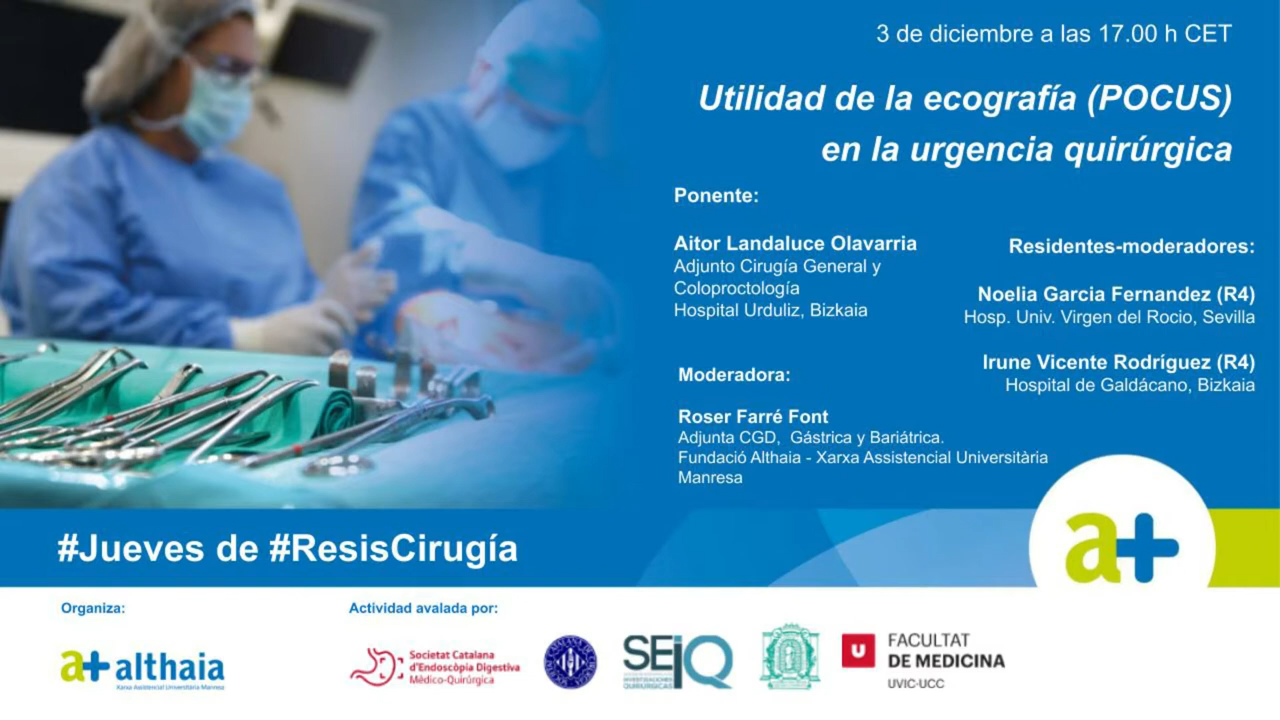 3 de diciembre a las 17.00 h CET
Utilidad de la ecografía (POCUS)
en la urgencia quirúrgica
Ponente:
Aitor Landaluce Olavarria
Adjunto Cirugía General y
Coloproctología
Hospital Urduliz, Bizkaia
Residentes-moderadores:
Noelia Garcia Fernandez (R4)
Hosp. Univ. Virgen del Rocio, Sevilla
Irune Vicente Rodríguez (R4)
Hospital de Galdácano, Bizkaia
Moderadora:
Roser Farré Font
Adjunta CGD, Gástrica y Bariátrica.
Fundació Althaia - Xarxa Assistencial Universitària
Manresa
a+
#Jueves de #ResisCirugía
Organiza:
a+ althaia
Xarxa Assistencial Universitària Manresa
Actividad avalada por:
Societat Catalana
d'Endoscòpia Digestiva
Mèdico-Quirúrgica
SEIQ
INVESTIGACIONES
QUIRÚRGICAS
U
FACULTAT
DE MEDICINA
UVIC·UCC